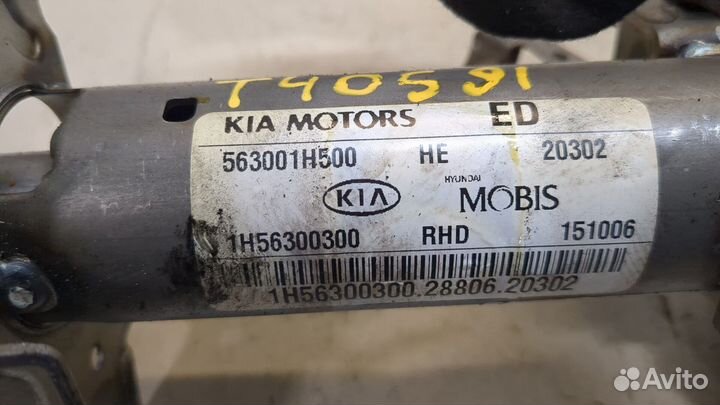 T40591
KIA MOTORS ED
563001H500 HE 20302
KIA HYUNDAI MOBIS
1H56300300 RHD 151006
1H56300300.28806.20302
Avito